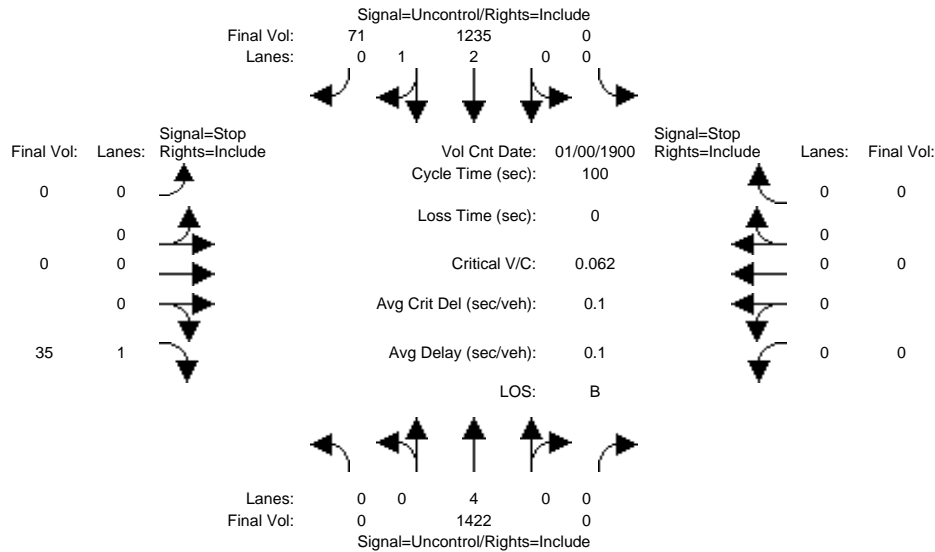 Signal=Uncontrol/Rights=Include
Final Vol: 71 1235 0
Lanes: 0 1 2 0 0
Signal=Stop Signal=Stop
Final Vol: Lanes: Rights=Include Vol Cnt Date: 01/00/1900 Rights=Include Lanes: Final Vol:
Cycle Time (sec): 100
0 0 0 0
Loss Time (sec): 0
0 0
0 0 Critical V/C: 0.062 0 0
0 Avg Crit Del (sec/veh): 0.1 0
35 1 Avg Delay (sec/veh): 0.1 0 0
LOS: B
Lanes: 0 0 4 0 0
Final Vol: 0 1422 0
Signal=Uncontrol/Rights=Include